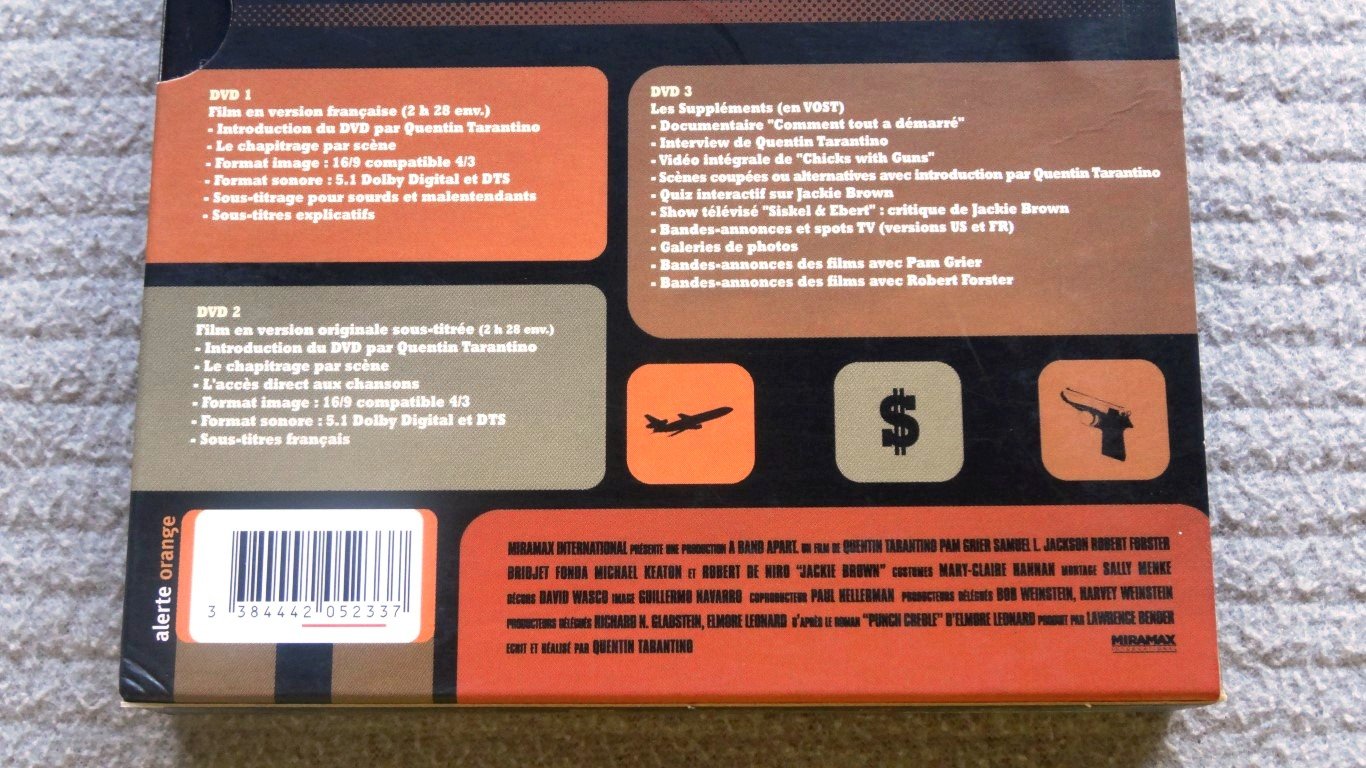 DVD 1
Film en version française (2 h 28 env.)
- Introduction du DVD par Quentin Tarantino
- Le chapitrage par scène
- Format image : 16/9 compatible 4/3
- Format sonore : 5.1 Dolby Digital et DTS
- Sous-titrage pour sourds et malentendants
- Sous-titres explicatifs
DVD 2
Film en version originale sous-titrée (2 h 28 env.)
- Introduction du DVD par Quentin Tarantino
- Le chapitrage par scène
- L'accès direct aux chansons
- Format image : 16/9 compatible 4/3
- Format sonore : 5.1 Dolby Digital et DTS
- Sous-titres français
DVD 3
Les Suppléments (en VOST)
- Documentaire "Comment tout a démarré"
- Interview de Quentin Tarantino
- Vidéo intégrale de "Chicks with Guns"
- Scènes coupées ou alternatives avec introduction par Quentin Tarantino
- Quiz interactif sur Jackie Brown
- Show télévisé "Siskel & Ebert" : critique de Jackie Brown
- Bandes-annonces et spots TV (versions US et FR)
- Galeries de photos
- Bandes-annonces des films avec Pam Grier
- Bandes-annonces des films avec Robert Forster
$
alerte orange
3 384442 052337
MIRAMAX INTERNATIONAL PRÉSENTE UNE PRODUCTION A BAND APART. UN FILM DE QUENTIN TARANTINO PAM GRIER SAMUEL L. JACKSON ROBERT FORSTER
BRIDJET FONDA MICHAEL KEATON ET ROBERT DE NIRO "JACKIE BROWN" COSTUMES MARY-CLAIRE HANNAN MONTAGE SALLY MENKE
DÉCORS DAVID WASCO IMAGE GUILLERMO NAVARRO COPRODUCTEUR PAUL HELLERMAN PRODUCTEURS DÉLÉGUÉS BOB WEINSTEIN, HARVEY WEINSTEIN
PRODUCTEURS DÉLÉGUÉS RICHARD N. GLADSTEIN, ELMORE LEONARD D'APRÈS LE ROMAN "PUNCH CREOLE" D'ELMORE LEONARD PRODUIT PAR LAWRENCE BENDER
ECRIT ET RÉALISÉ PAR QUENTIN TARANTINO
MIRAMAX